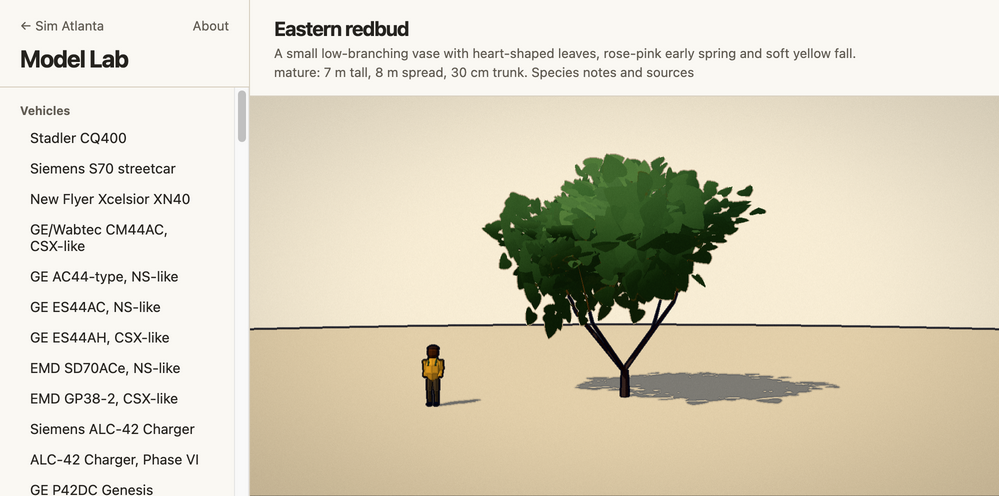 ← Sim Atlanta
About
Model Lab
Vehicles
Stadler CQ400
Siemens S70 streetcar
New Flyer Xcelsior XN40
GE/Wabtec CM44AC,
CSX-like
GE AC44-type, NS-like
GE ES44AC, NS-like
GE ES44AH, CSX-like
EMD SD70ACe, NS-like
EMD GP38-2, CSX-like
Siemens ALC-42 Charger
ALC-42 Charger, Phase VI
GE P42DC Genesis
Eastern redbud
A small low-branching vase with heart-shaped leaves, rose-pink early spring and soft yellow fall.
mature: 7 m tall, 8 m spread, 30 cm trunk. Species notes and sources